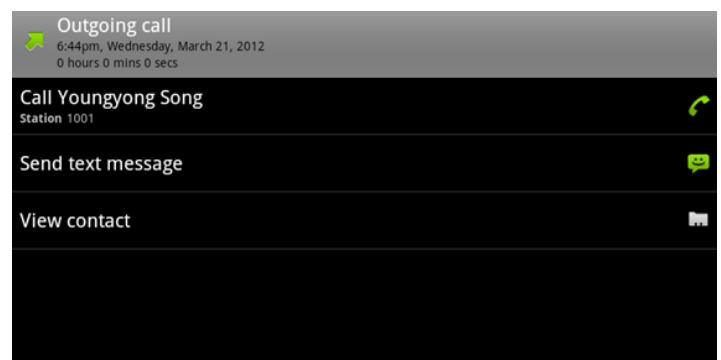 Outgoing call
6:44pm, Wednesday, March 21, 2012
0 hours 0 mins 0 secs
Call Youngyong Song
Station 1001
Send text message
View contact